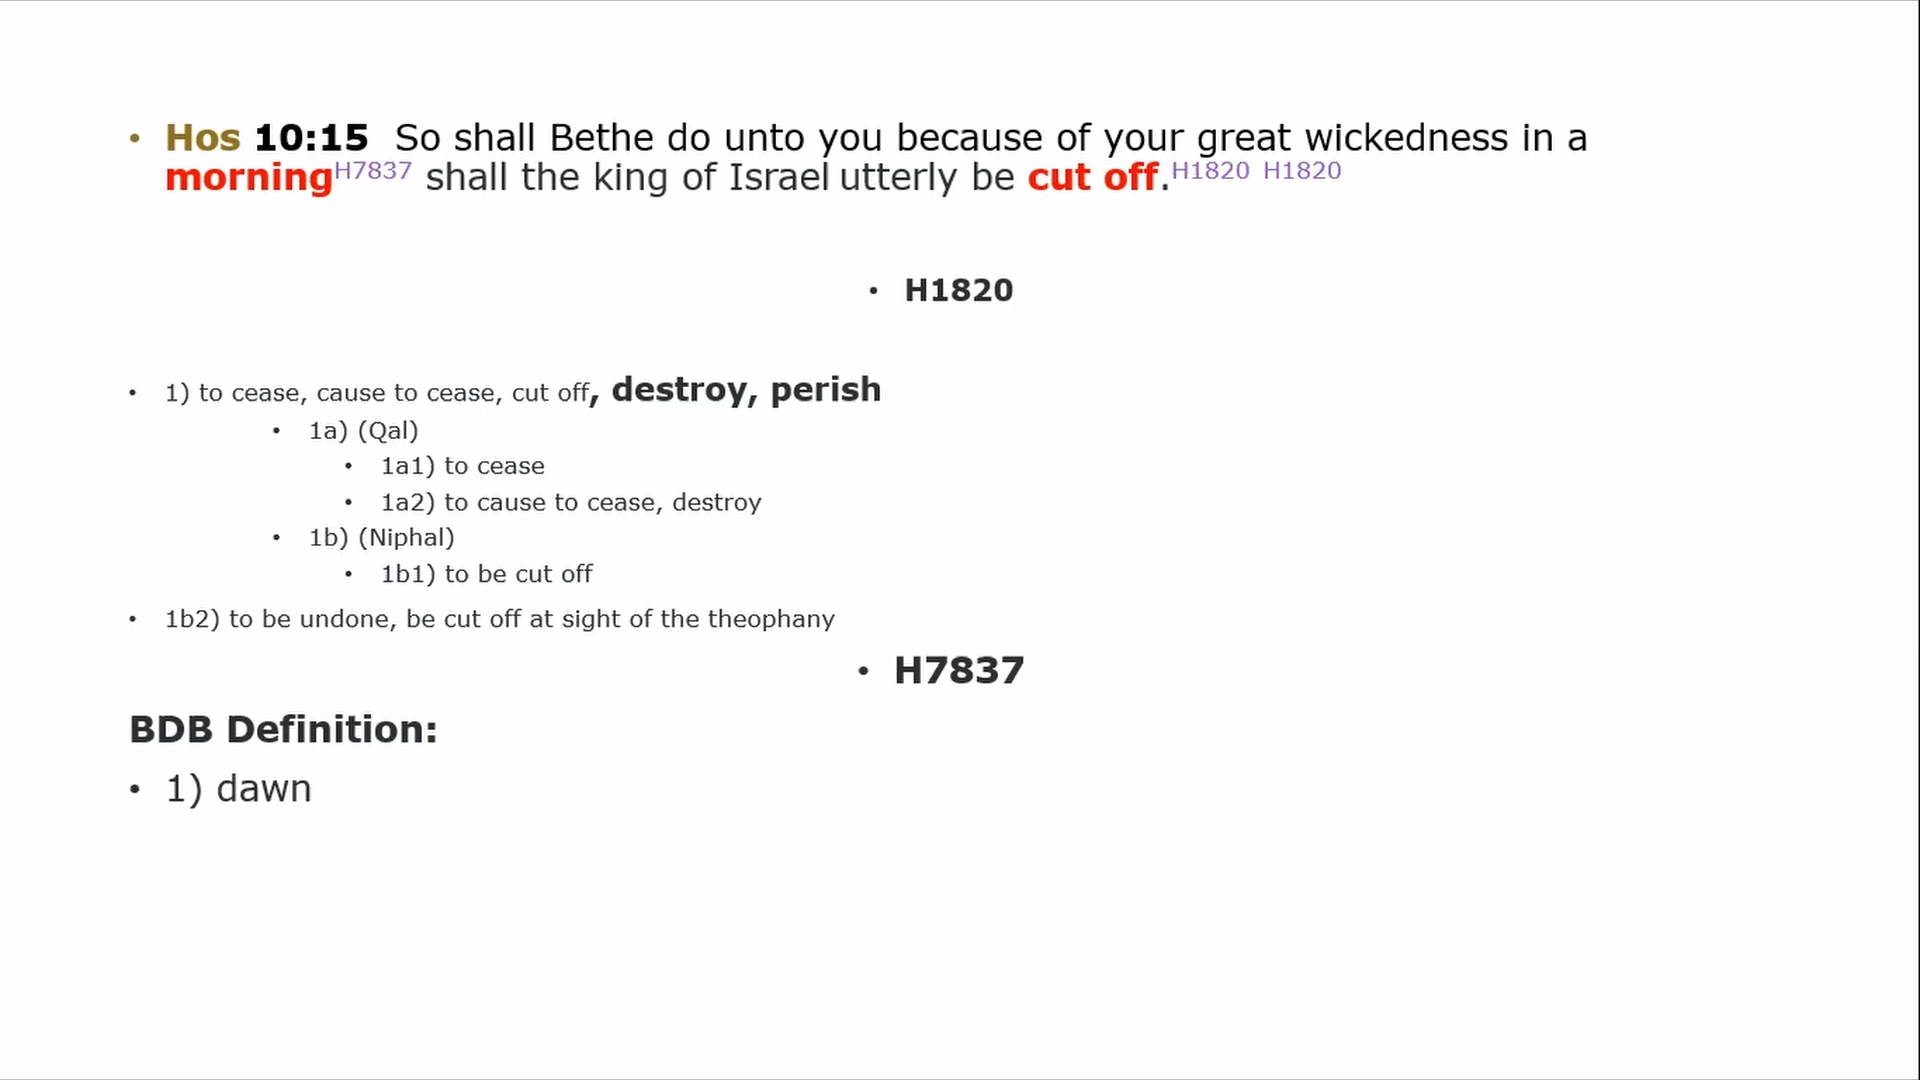 • Hos 10:15 So shall Bethe do unto you because of your great wickedness in a
morningH7837 shall the king of Israel utterly be cut off.H1820 H1820
• H1820
• 1) to cease, cause to cease, cut off, destroy, perish
• 1a) (Qal)
• 1a1) to cease
• 1a2) to cause to cease, destroy
• 1b) (Niphal)
• 1b1) to be cut off
• 1b2) to be undone, be cut off at sight of the theophany
• H7837
BDB Definition:
• 1) dawn